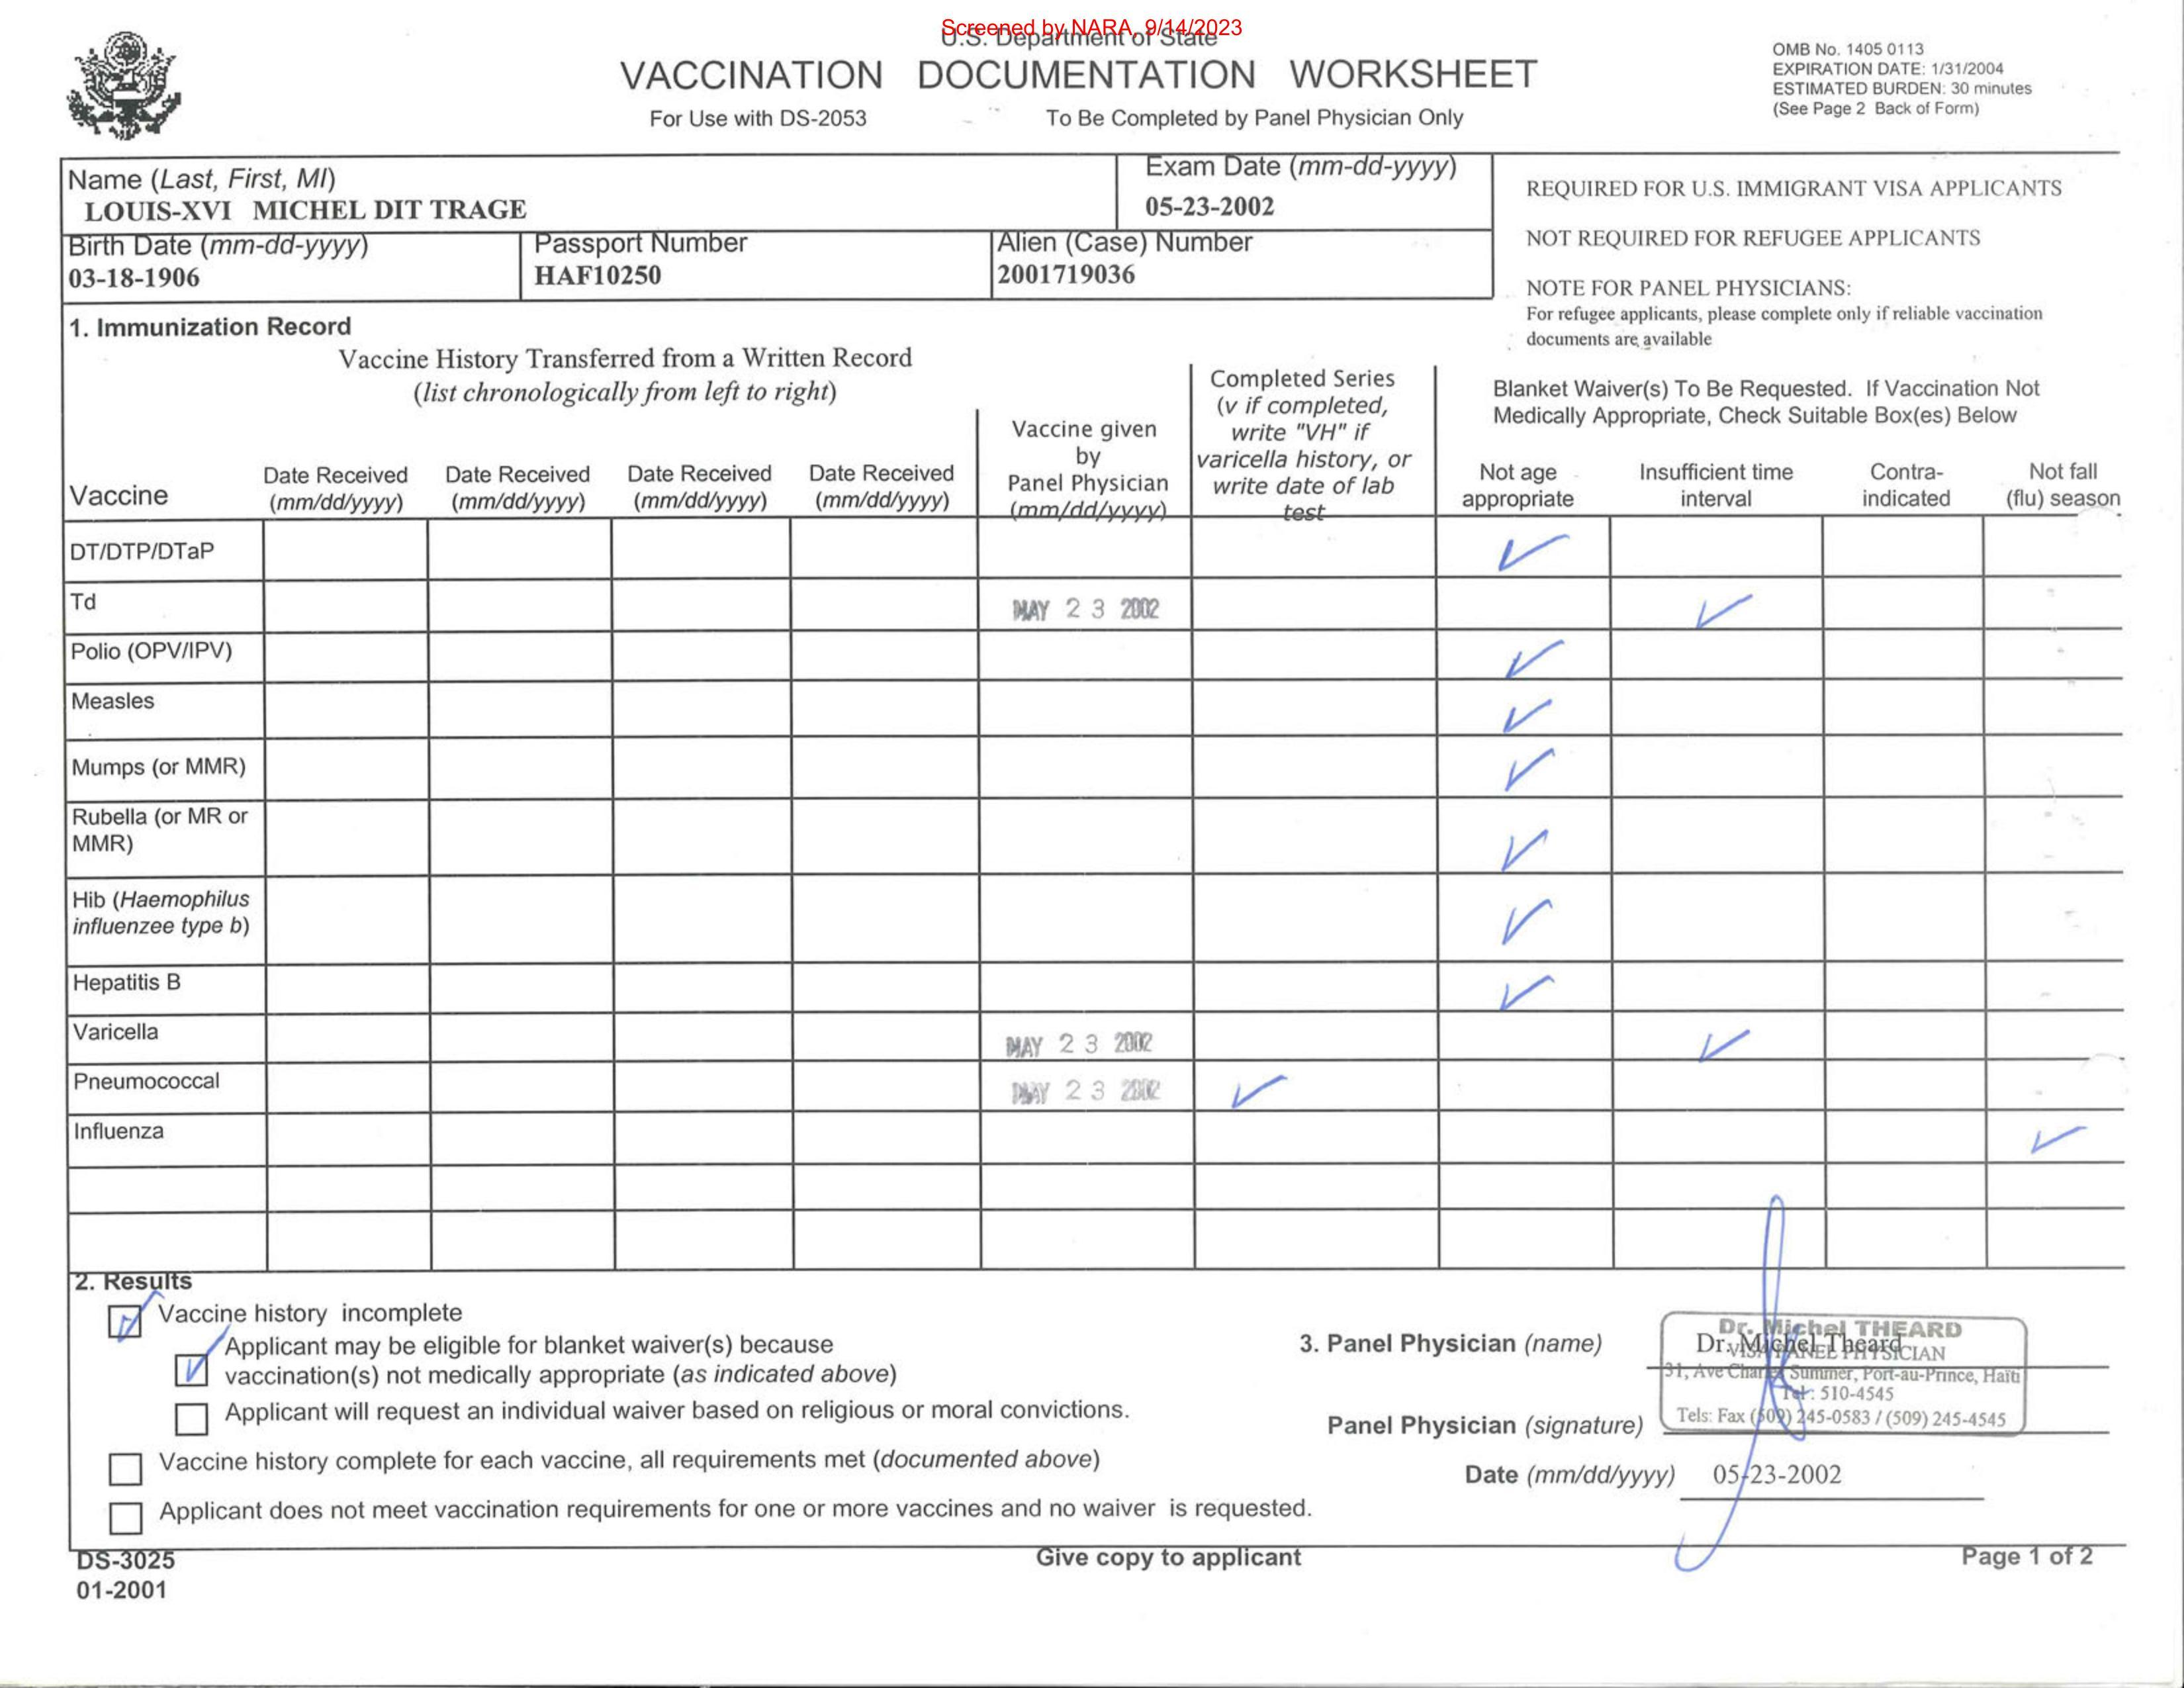 Screened by NARA, 9/14/2023
U.S. Department of State
VACCINATION DOCUMENTATION WORKSHEET
For Use with DS-2053 To Be Completed by Panel Physician Only
OMB No. 1405 0113
EXPIRATION DATE: 1/31/2004
ESTIMATED BURDEN: 30 minutes
(See Page 2 Back of Form)
Name (Last, First, MI)
LOUIS-XVI MICHEL DIT TRAGE
Exam Date (mm-dd-yyyy)
05-23-2002
Birth Date (mm-dd-yyyy)
03-18-1906
Passport Number
HAF10250
Alien (Case) Number
2001719036
REQUIRED FOR U.S. IMMIGRANT VISA APPLICANTS
NOT REQUIRED FOR REFUGEE APPLICANTS
NOTE FOR PANEL PHYSICIANS:
For refugee applicants, please complete only if reliable vaccination
documents are available
1. Immunization Record
Vaccine History Transferred from a Written Record
(list chronologically from left to right)
Vaccine
Date Received
(mm/dd/yyyy)
Date Received
(mm/dd/yyyy)
Date Received
(mm/dd/yyyy)
Date Received
(mm/dd/yyyy)
Vaccine given
by
Panel Physician
(mm/dd/yyyy)
Completed Series
(v if completed,
write "VH" if
varicella history, or
write date of lab
test
Blanket Waiver(s) To Be Requested. If Vaccination Not
Medically Appropriate, Check Suitable Box(es) Below
Not age
appropriate
Insufficient time
interval
Contra-
indicated
Not fall
(flu) season
DT/DTP/DTaP
Td MAY 23 2002
Polio (OPV/IPV)
Measles
Mumps (or MMR)
Rubella (or MR or
MMR)
Hib (Haemophilus
influenzee type b)
Hepatitis B
Varicella MAY 23 2002
Pneumococcal MAY 23 2002
Influenza
2. Results
Vaccine history incomplete
Applicant may be eligible for blanket waiver(s) because
vaccination(s) not medically appropriate (as indicated above)
Applicant will request an individual waiver based on religious or moral convictions.
Vaccine history complete for each vaccine, all requirements met (documented above)
Applicant does not meet vaccination requirements for one or more vaccines and no waiver is requested.
3. Panel Physician (name) Dr. Michel Theard
Dr. Michel THEARD
VISA PANEL PHYSICIAN
31, Ave Charles Summer, Port-au-Prince, Haïti
Tel: 510-4545
Tels: Fax (509) 245-0583 / (509) 245-4545
Panel Physician (signature)
Date (mm/dd/yyyy) 05-23-2002
DS-3025
01-2001
Give copy to applicant
Page 1 of 2